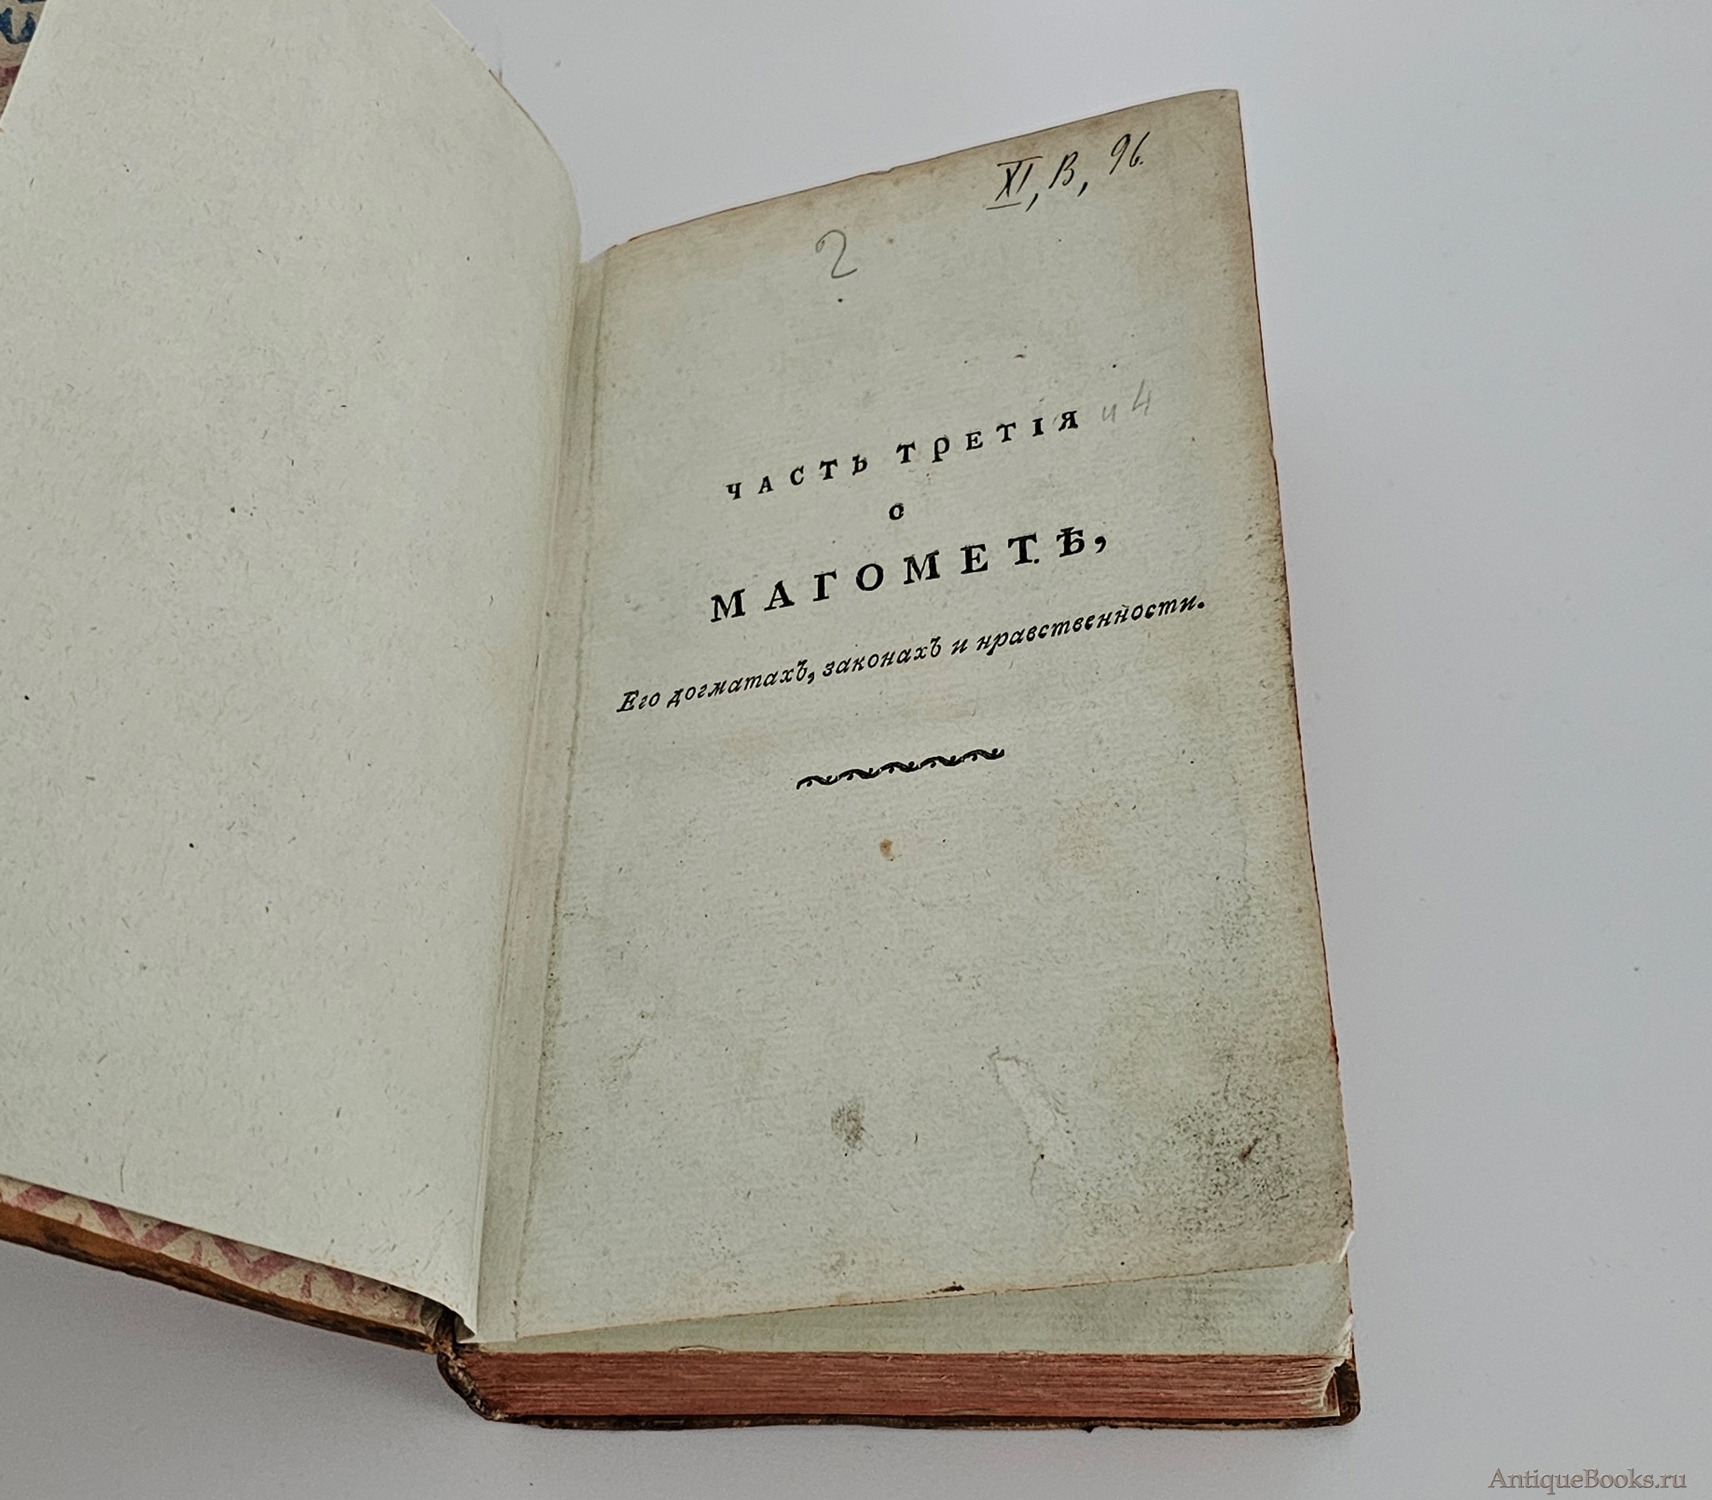 XI, B, 96.
2
ЧАСТЬ ТРЕТІЯ и 4
О
МАГОМЕТѢ,
Его догматахъ, законахъ и нравственности.
AntiqueBooks.ru